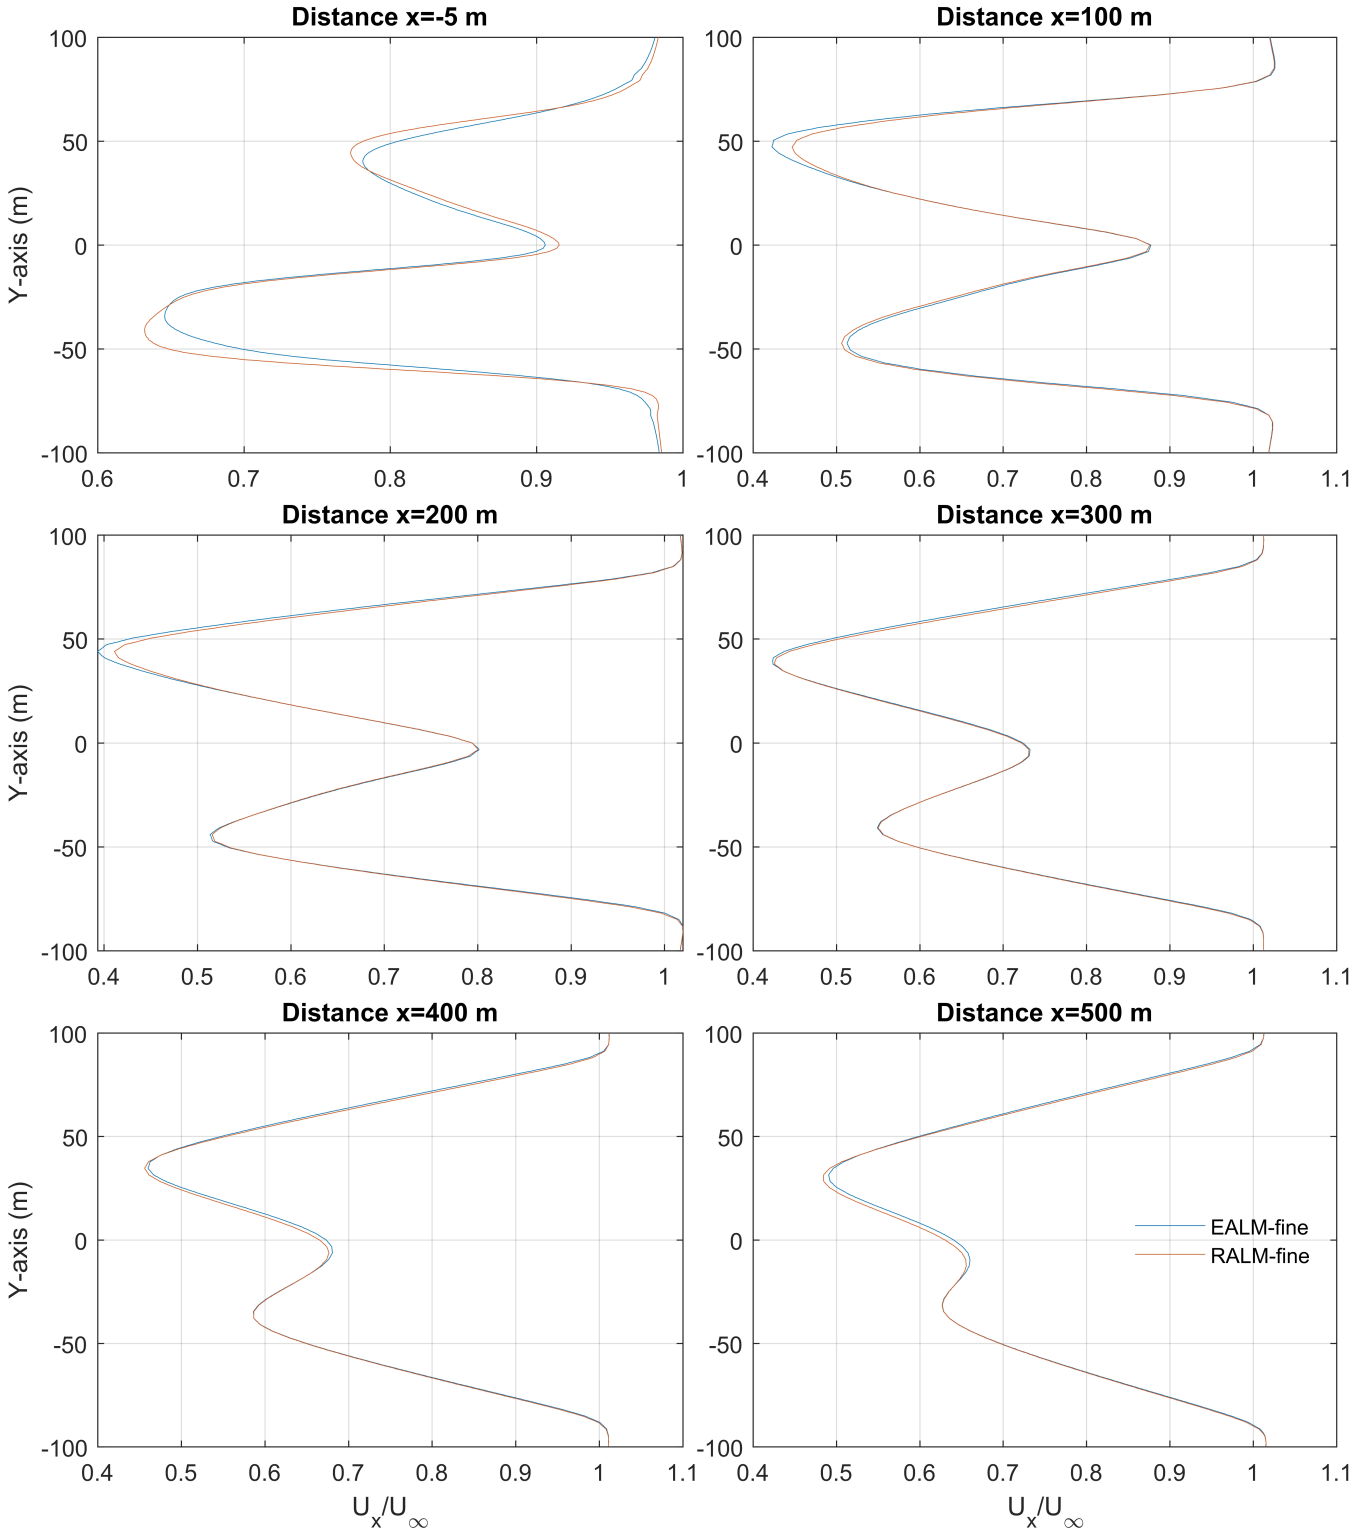 Distance x=-5 m
100
50
0
-50
-100
Y-axis (m)
0.6 0.7 0.8 0.9 1
Distance x=100 m
100
50
0
-50
-100
0.4 0.5 0.6 0.7 0.8 0.9 1 1.1
Distance x=200 m
100
50
0
-50
-100
Y-axis (m)
0.4 0.5 0.6 0.7 0.8 0.9 1
Distance x=300 m
100
50
0
-50
-100
0.4 0.5 0.6 0.7 0.8 0.9 1 1.1
Distance x=400 m
100
50
0
-50
-100
Y-axis (m)
0.4 0.5 0.6 0.7 0.8 0.9 1 1.1
Ux/U∞
Distance x=500 m
100
50
0
-50
-100
EALM-fine
RALM-fine
0.4 0.5 0.6 0.7 0.8 0.9 1 1.1
Ux/U∞